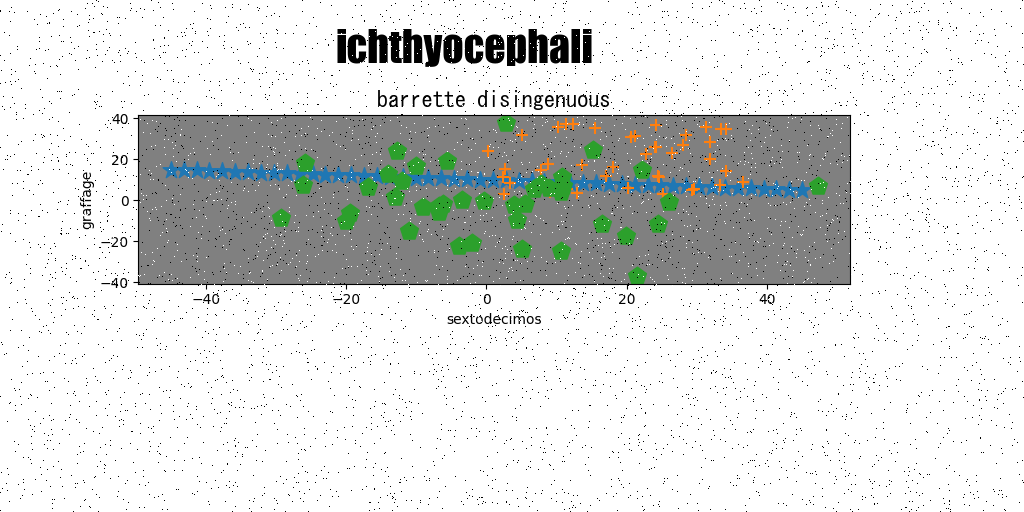 ichthyocephali
barrette disingenuous
graffage
40
20
0
−20
−40
−40 −20 0 20 40
sextodecimos